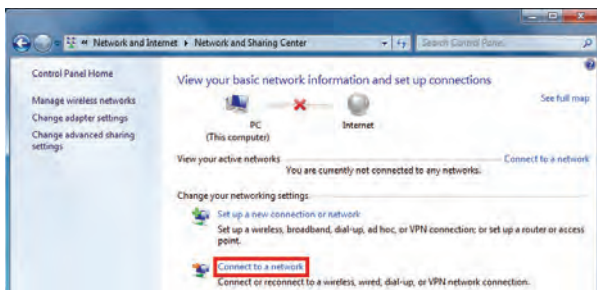 « Network and Internet ▸ Network and Sharing Center
Search Control Panel
Control Panel Home
Manage wireless networks
Change adapter settings
Change advanced sharing
settings
View your basic network information and set up connections
See full map
PC
(This computer)
Internet
View your active networks
Connect to a network
You are currently not connected to any networks.
Change your networking settings
Set up a new connection or network
Set up a wireless, broadband, dial-up, ad hoc, or VPN connection; or set up a router or access
point.
Connect to a network
Connect or reconnect to a wireless, wired, dial-up, or VPN network connection.